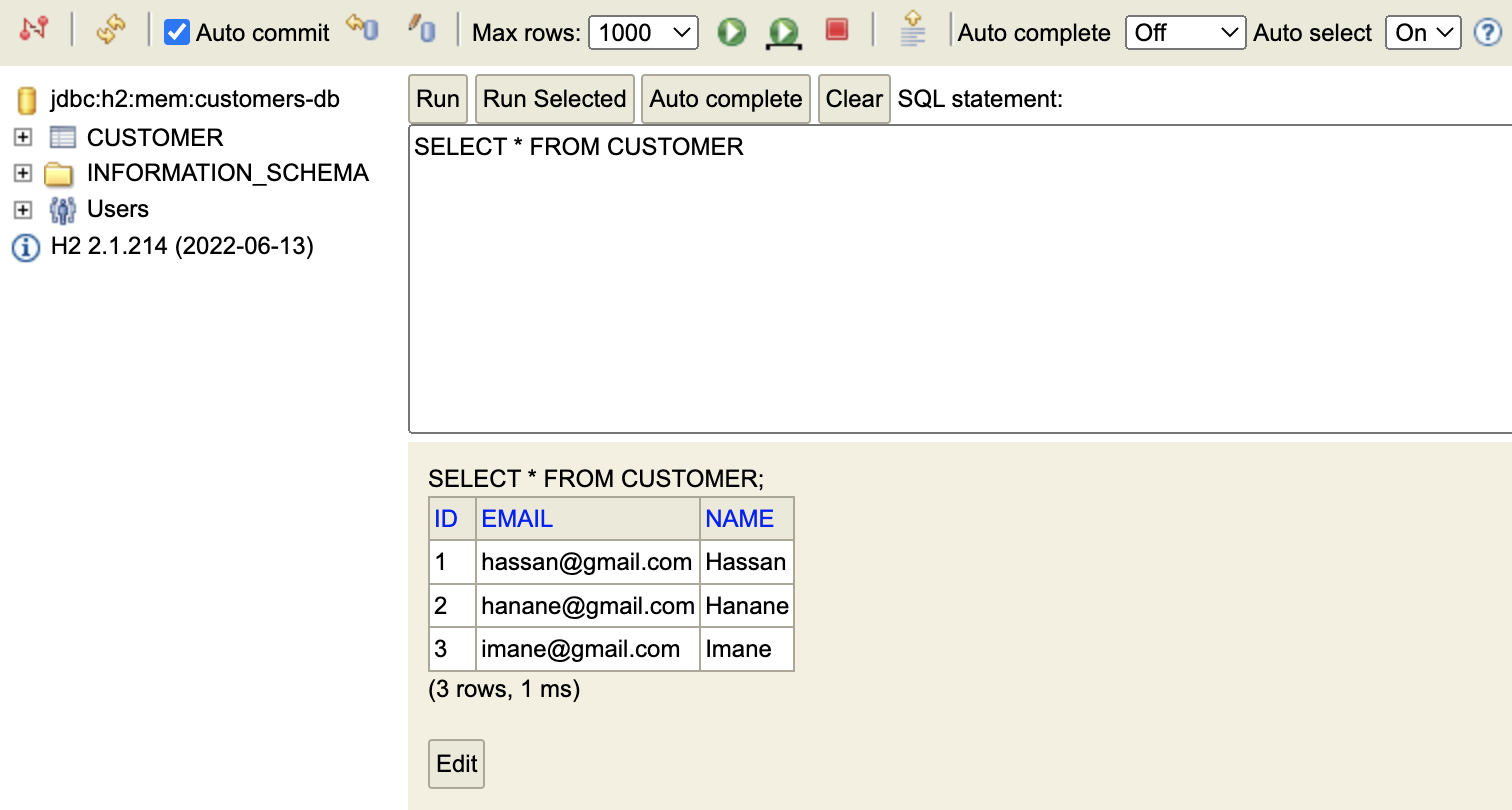 Auto commit Max rows: 1000 Auto complete Off Auto select On ?
jdbc:h2:mem:customers-db
CUSTOMER
INFORMATION_SCHEMA
Users
H2 2.1.214 (2022-06-13)
Run Run Selected Auto complete Clear SQL statement:
SELECT * FROM CUSTOMER
SELECT * FROM CUSTOMER;
ID EMAIL NAME
1 hassan@gmail.com Hassan
2 hanane@gmail.com Hanane
3 imane@gmail.com Imane
(3 rows, 1 ms)
Edit